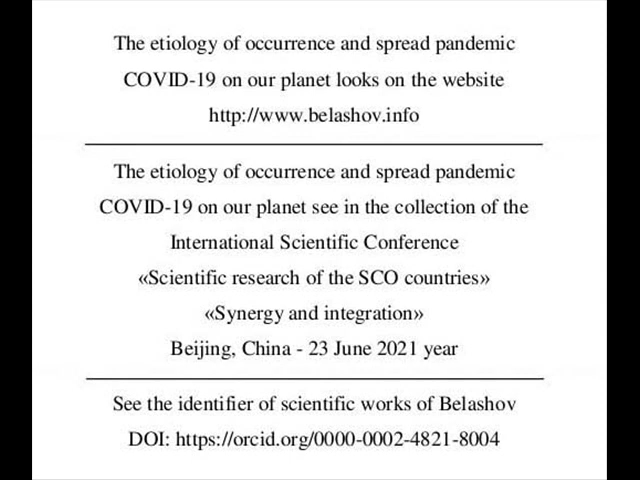 The etiology of occurrence and spread pandemic
COVID-19 on our planet looks on the website
http://www.belashov.info
The etiology of occurrence and spread pandemic
COVID-19 on our planet see in the collection of the
International Scientific Conference
«Scientific research of the SCO countries»
«Synergy and integration»
Beijing, China - 23 June 2021 year
See the identifier of scientific works of Belashov
DOI: https://orcid.org/0000-0002-4821-8004